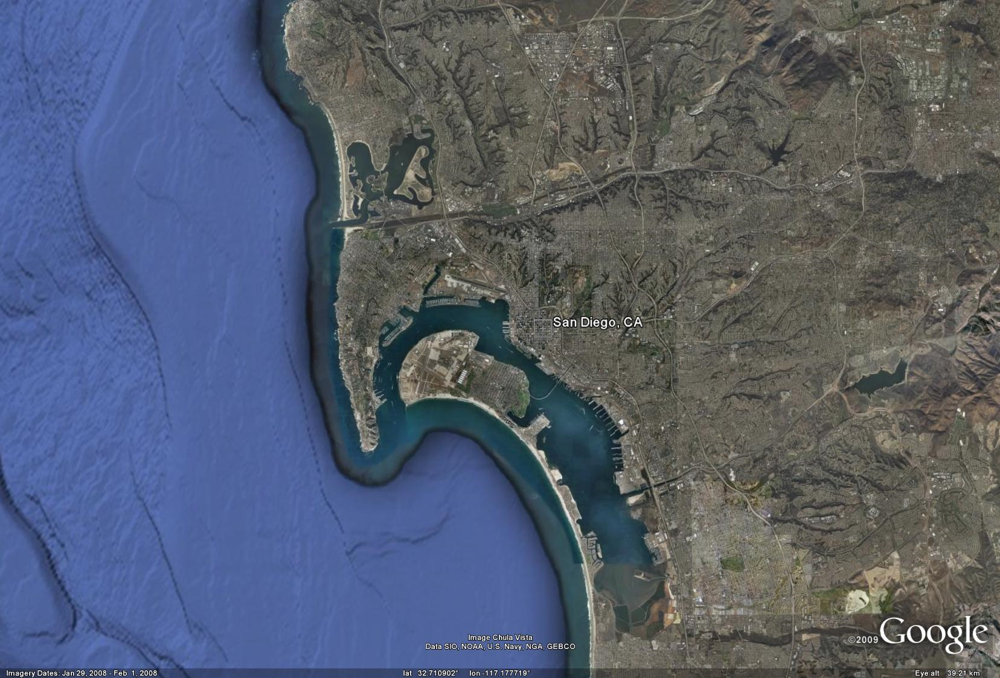 San Diego, CA
Image Chula Vista
Data SIO, NOAA, U.S. Navy, NGA, GEBCO
©2009 Google
Imagery Dates: Jan 29, 2008 - Feb 1, 2008 lat 32.710902° lon -117.177719° Eye alt 39.21 km